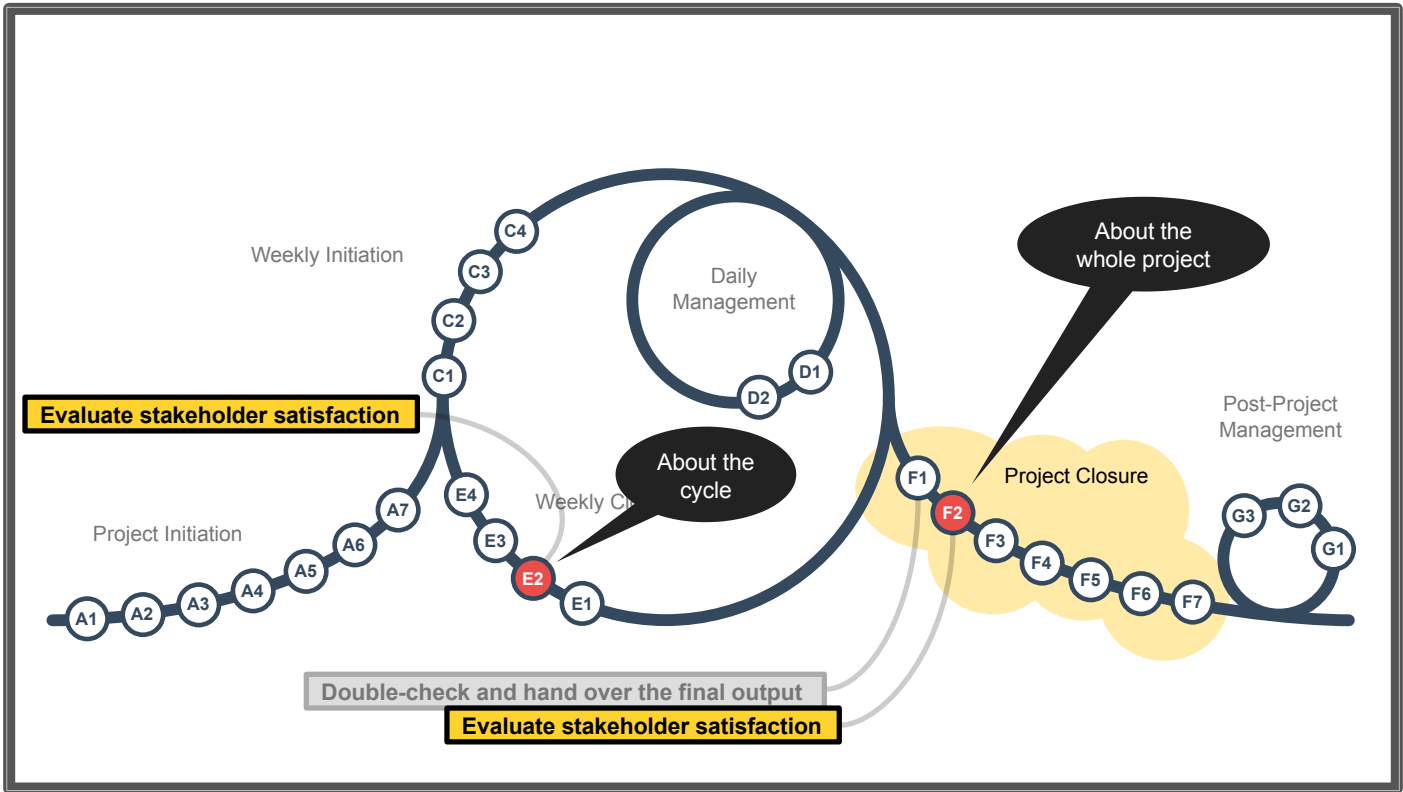 About the
whole project
Weekly Initiation
C4
C3
C2
C1
Daily
Management
D1
D2
Evaluate stakeholder satisfaction
About the
cycle
Weekly
Project Closure
Post-Project
Management
Project Initiation
A1
A2
A3
A4
A5
A6
A7
E4
E3
E2
E1
F1
F2
F3
F4
F5
F6
F7
G3
G2
G1
Double-check and hand over the final output
Evaluate stakeholder satisfaction